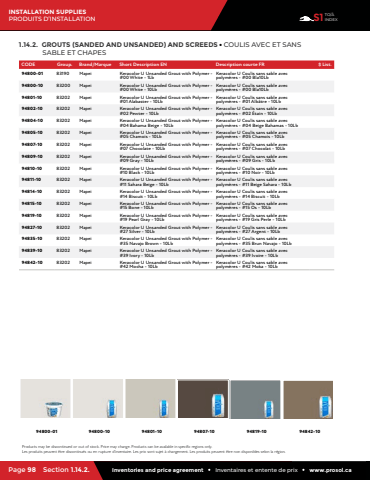 INSTALLATION SUPPLIES
PRODUITS D'INSTALLATION
1.14.2. GROUTS (SANDED AND UNSANDED) AND SCREEDS • COULIS AVEC ET SANS
SABLE ET CHAPES
CODE Group. Brand/Marque Short Description EN Description courte FR $ List.
94800-01 83190 Mapei Keracolor U Unsanded Grout with Polymer - Keracolor U Coulis sans sable avec
#00 White - 1Lb polymères - #00 Bla10Lb
94800-10 83200 Mapei Keracolor U Unsanded Grout with Polymer - Keracolor U Coulis sans sable avec
#00 White - 10Lb polymères - #00 Bla10Lb
94801-10 83202 Mapei Keracolor U Unsanded Grout with Polymer - Keracolor U Coulis sans sable avec
#01 Alabaster - 10Lb polymères - #01 Albâtre - 10Lb
94802-10 83202 Mapei Keracolor U Unsanded Grout with Polymer - Keracolor U Coulis sans sable avec
#02 Pewter - 10Lb polymères - #02 Étain - 10Lb
94804-10 83202 Mapei Keracolor U Unsanded Grout with Polymer - Keracolor U Coulis sans sable avec
#04 Bahama Beige - 10Lb polymères - #04 Beige Bahamas - 10Lb
94805-10 83202 Mapei Keracolor U Unsanded Grout with Polymer - Keracolor U Coulis sans sable avec
#05 Chamois - 10Lb polymères - #05 Chamois - 10Lb
94807-10 83202 Mapei Keracolor U Unsanded Grout with Polymer - Keracolor U Coulis sans sable avec
#07 Chocolate - 10Lb polymères - #07 Chocolat - 10Lb
94809-10 83202 Mapei Keracolor U Unsanded Grout with Polymer - Keracolor U Coulis sans sable avec
#09 Gray - 10Lb polymères - #09 Gris - 10Lb
94810-10 83202 Mapei Keracolor U Unsanded Grout with Polymer - Keracolor U Coulis sans sable avec
#10 Black - 10Lb polymères - #10 Noir - 10Lb
94811-10 83202 Mapei Keracolor U Unsanded Grout with Polymer - Keracolor U Coulis sans sable avec
#11 Sahara Beige - 10Lb polymères - #11 Beige Sahara - 10Lb
94814-10 83202 Mapei Keracolor U Unsanded Grout with Polymer - Keracolor U Coulis sans sable avec
#14 Biscuit - 10Lb polymères - #14 Biscuit - 10Lb
94815-10 83202 Mapei Keracolor U Unsanded Grout with Polymer - Keracolor U Coulis sans sable avec
#15 Bone - 10Lb polymères - #15 Os - 10Lb
94819-10 83202 Mapei Keracolor U Unsanded Grout with Polymer - Keracolor U Coulis sans sable avec
#19 Pearl Gray - 10Lb polymères - #19 Gris Perle - 10Lb
94827-10 83202 Mapei Keracolor U Unsanded Grout with Polymer - Keracolor U Coulis sans sable avec
#27 Silver - 10Lb polymères - #27 Argent - 10Lb
94835-10 83202 Mapei Keracolor U Unsanded Grout with Polymer - Keracolor U Coulis sans sable avec
#35 Navajo Brown - 10Lb polymères - #35 Brun Navajo - 10Lb
94839-10 83202 Mapei Keracolor U Unsanded Grout with Polymer - Keracolor U Coulis sans sable avec
#39 Ivory - 10Lb polymères - #39 Ivoire - 10Lb
94842-10 83202 Mapei Keracolor U Unsanded Grout with Polymer - Keracolor U Coulis sans sable avec
#42 Mocha - 10Lb polymères - #42 Moka - 10Lb
94800-01 94800-10 94801-10 94807-10 94819-10 94842-10
Products may be discontinued or out of stock. Price may change. Products can be available in specific regions only.
Les produits peuvent être discontinués ou en rupture d'inventaire. Les prix sont sujet à changement. Les produits peuvent être non disponibles selon la région.
Page 98 Section 1.14.2. Inventories and price agreement • Inventaires et entente de prix • www.prosol.ca